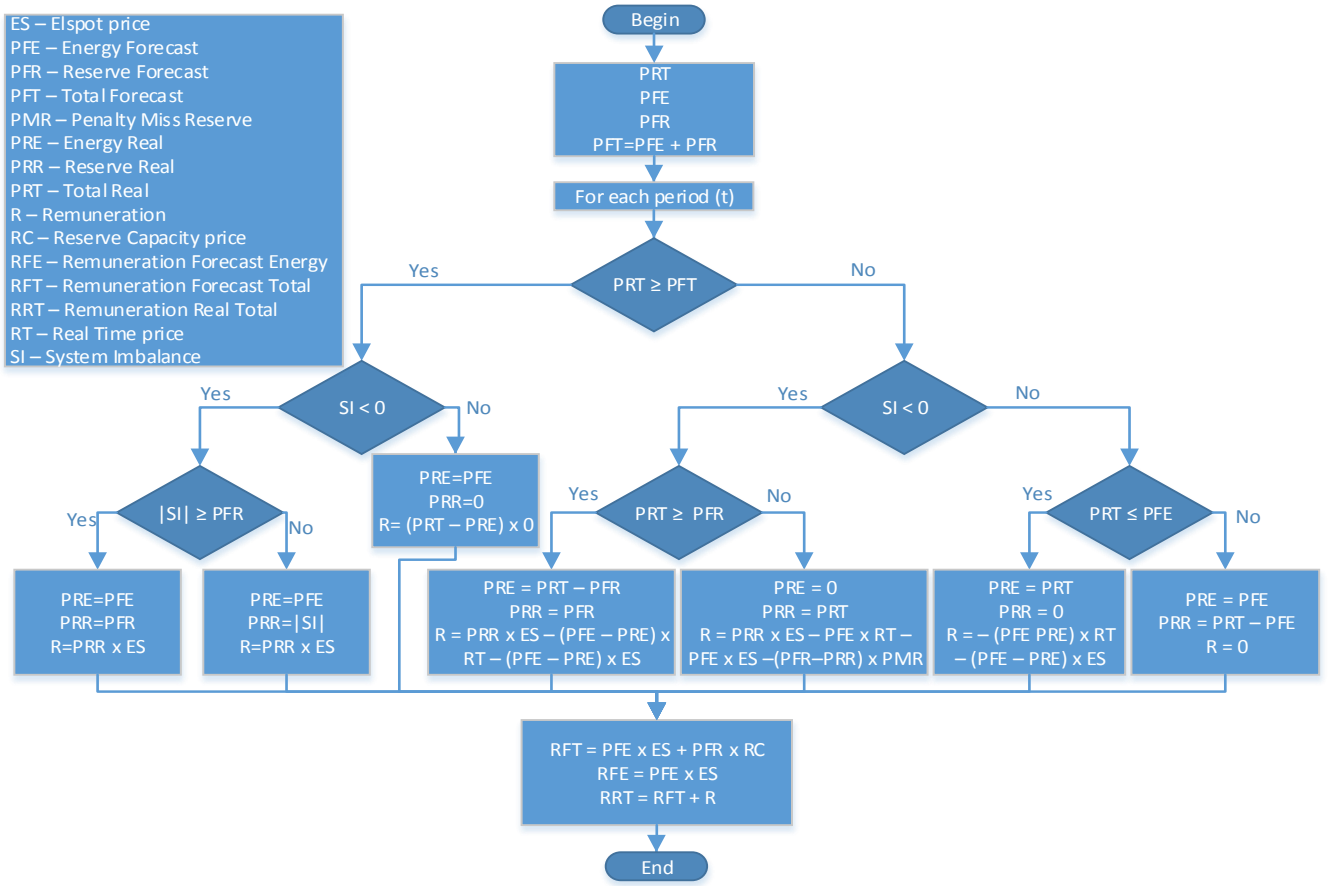 ES – Elspot price
PFE – Energy Forecast
PFR – Reserve Forecast
PFT – Total Forecast
PMR – Penalty Miss Reserve
PRE – Energy Real
PRR – Reserve Real
PRT – Total Real
R – Remuneration
RC – Reserve Capacity price
RFE – Remuneration Forecast Energy
RFT – Remuneration Forecast Total
RRT – Remuneration Real Total
RT – Real Time price
SI – System Imbalance
Begin
PRT
PFE
PFR
PFT=PFE + PFR
For each period (t)
PRT ≥ PFT
Yes
No
SI < 0
Yes
No
SI < 0
Yes
No
|SI| ≥ PFR
Yes
No
PRE=PFE
PRR=0
R= (PRT – PRE) x 0
PRT ≥ PFR
Yes
No
PRT ≤ PFE
Yes
No
PRE=PFE
PRR=PFR
R=PRR x ES
PRE=PFE
PRR=|SI|
R=PRR x ES
PRE = PRT – PFR
PRR = PFR
R = PRR x ES – (PFE – PRE) x
RT – (PFE – PRE) x ES
PRE = 0
PRR = PRT
R = PRR x ES – PFE x RT –
PFE x ES –(PFR–PRR) x PMR
PRE = PRT
PRR = 0
R = – (PFE PRE) x RT
– (PFE – PRE) x ES
PRE = PFE
PRR = PRT – PFE
R = 0
RFT = PFE x ES + PFR x RC
RFE = PFE x ES
RRT = RFT + R
End